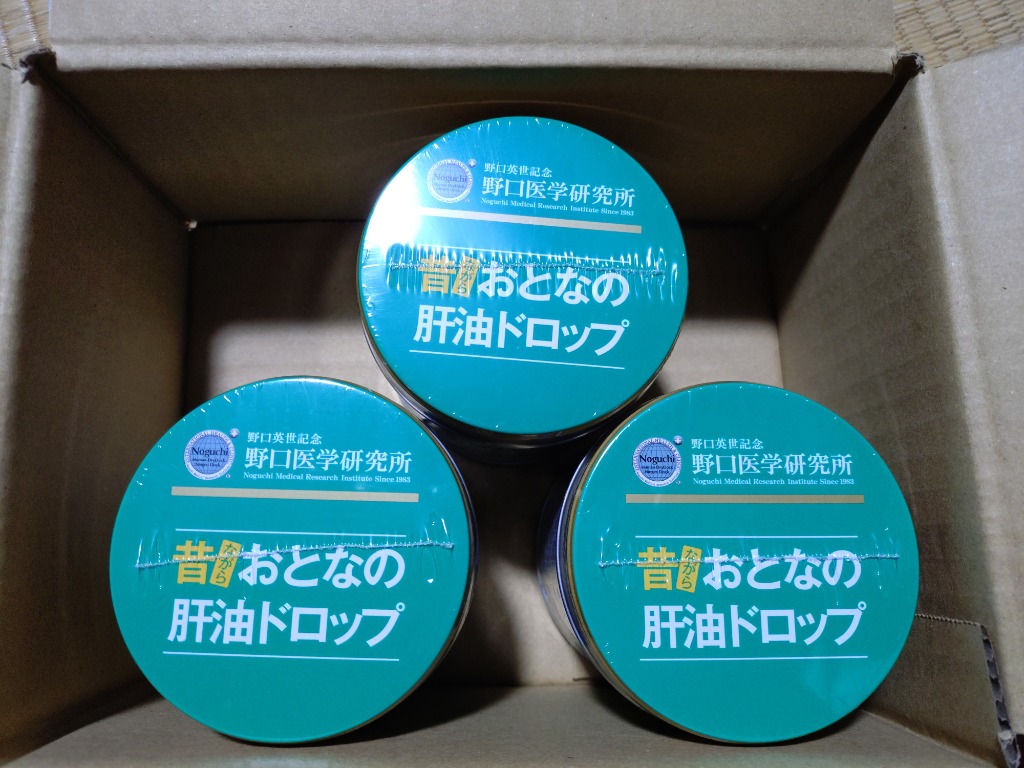 野口英世記念
Noguchi
野口医学研究所
Noguchi Medical Research Institute Since 1983
昔ながら おとなの
肝油ドロップ
野口英世記念
Noguchi
野口医学研究所
Noguchi Medical Research Institute Since 1983
昔ながら おとなの
肝油ドロップ
野口英世記念
Noguchi
野口医学研究所
Noguchi Medical Research Institute Since 1983
昔ながら おとなの
肝油ドロップ